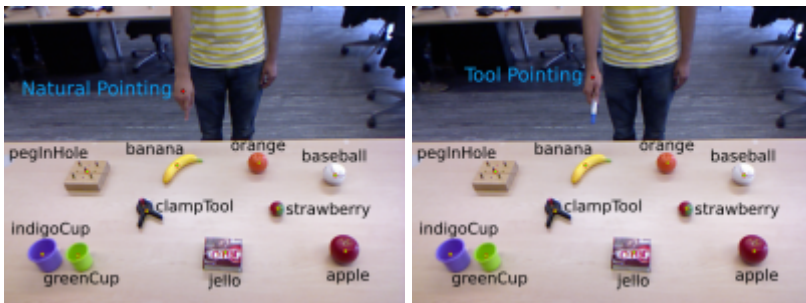 Natural Pointing
pegInHole
banana
orange
baseball
clampTool
strawberry
indigoCup
greenCup
jello
apple
Tool Pointing
pegInHole
banana
orange
baseball
clampTool
strawberry
indigoCup
greenCup
jello
apple